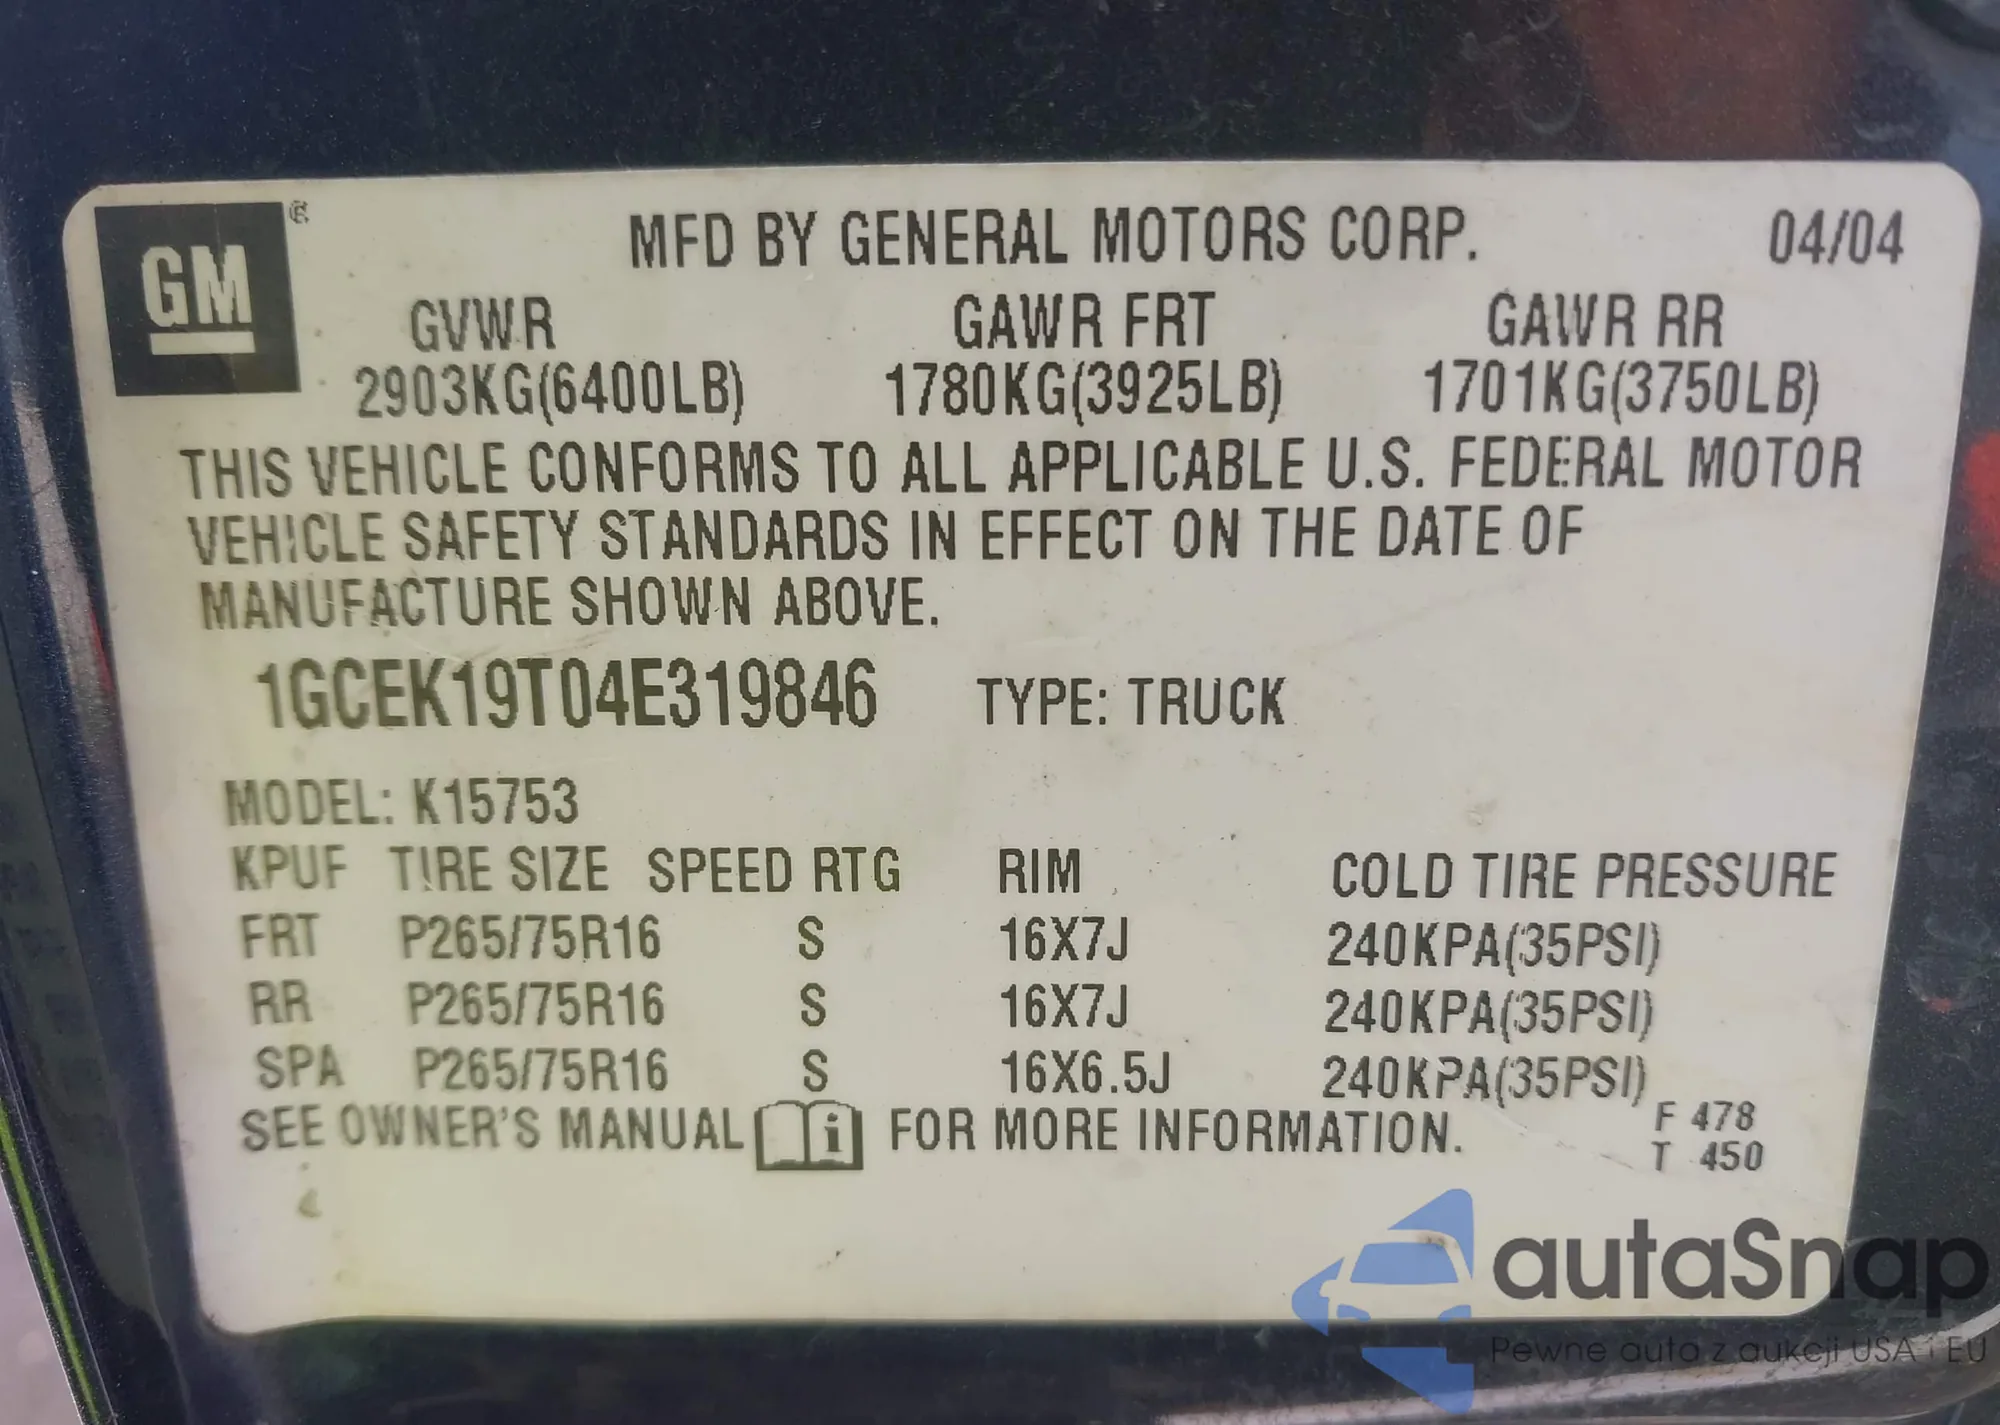 GM ®
MFD BY GENERAL MOTORS CORP. 04/04
GVWR GAWR FRT GAWR RR
2903KG(6400LB) 1780KG(3925LB) 1701KG(3750LB)
THIS VEHICLE CONFORMS TO ALL APPLICABLE U.S. FEDERAL MOTOR
VEHICLE SAFETY STANDARDS IN EFFECT ON THE DATE OF
MANUFACTURE SHOWN ABOVE.
1GCEK19T04E319846 TYPE: TRUCK
MODEL: K15753
KPUF TIRE SIZE SPEED RTG RIM COLD TIRE PRESSURE
FRT P265/75R16 S 16X7J 240KPA(35PSI)
RR P265/75R16 S 16X7J 240KPA(35PSI)
SPA P265/75R16 S 16X6.5J 240KPA(35PSI)
SEE OWNER'S MANUAL i FOR MORE INFORMATION.
F 478
T 450
autaSnap
Pewne auta z aukcji USA i EU